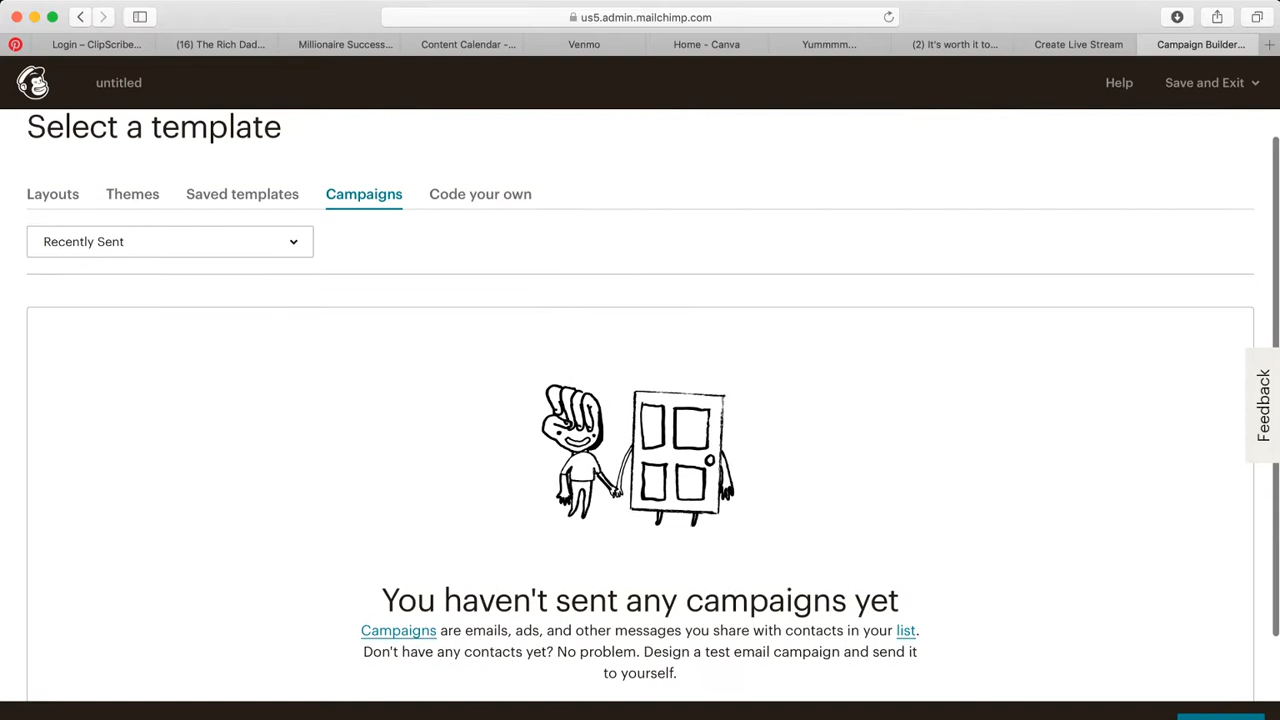 us5.admin.mailchimp.com
Login – ClipScribe...
(16) The Rich Dad...
Millionaire Success...
Content Calendar -...
Venmo
Home - Canva
Yummmm...
(2) It's worth it to...
Create Live Stream
Campaign Builder...
untitled
Help
Save and Exit
Select a template
Layouts
Themes
Saved templates
Campaigns
Code your own
Recently Sent
Feedback
You haven't sent any campaigns yet
Campaigns are emails, ads, and other messages you share with contacts in your list.
Don't have any contacts yet? No problem. Design a test email campaign and send it
to yourself.